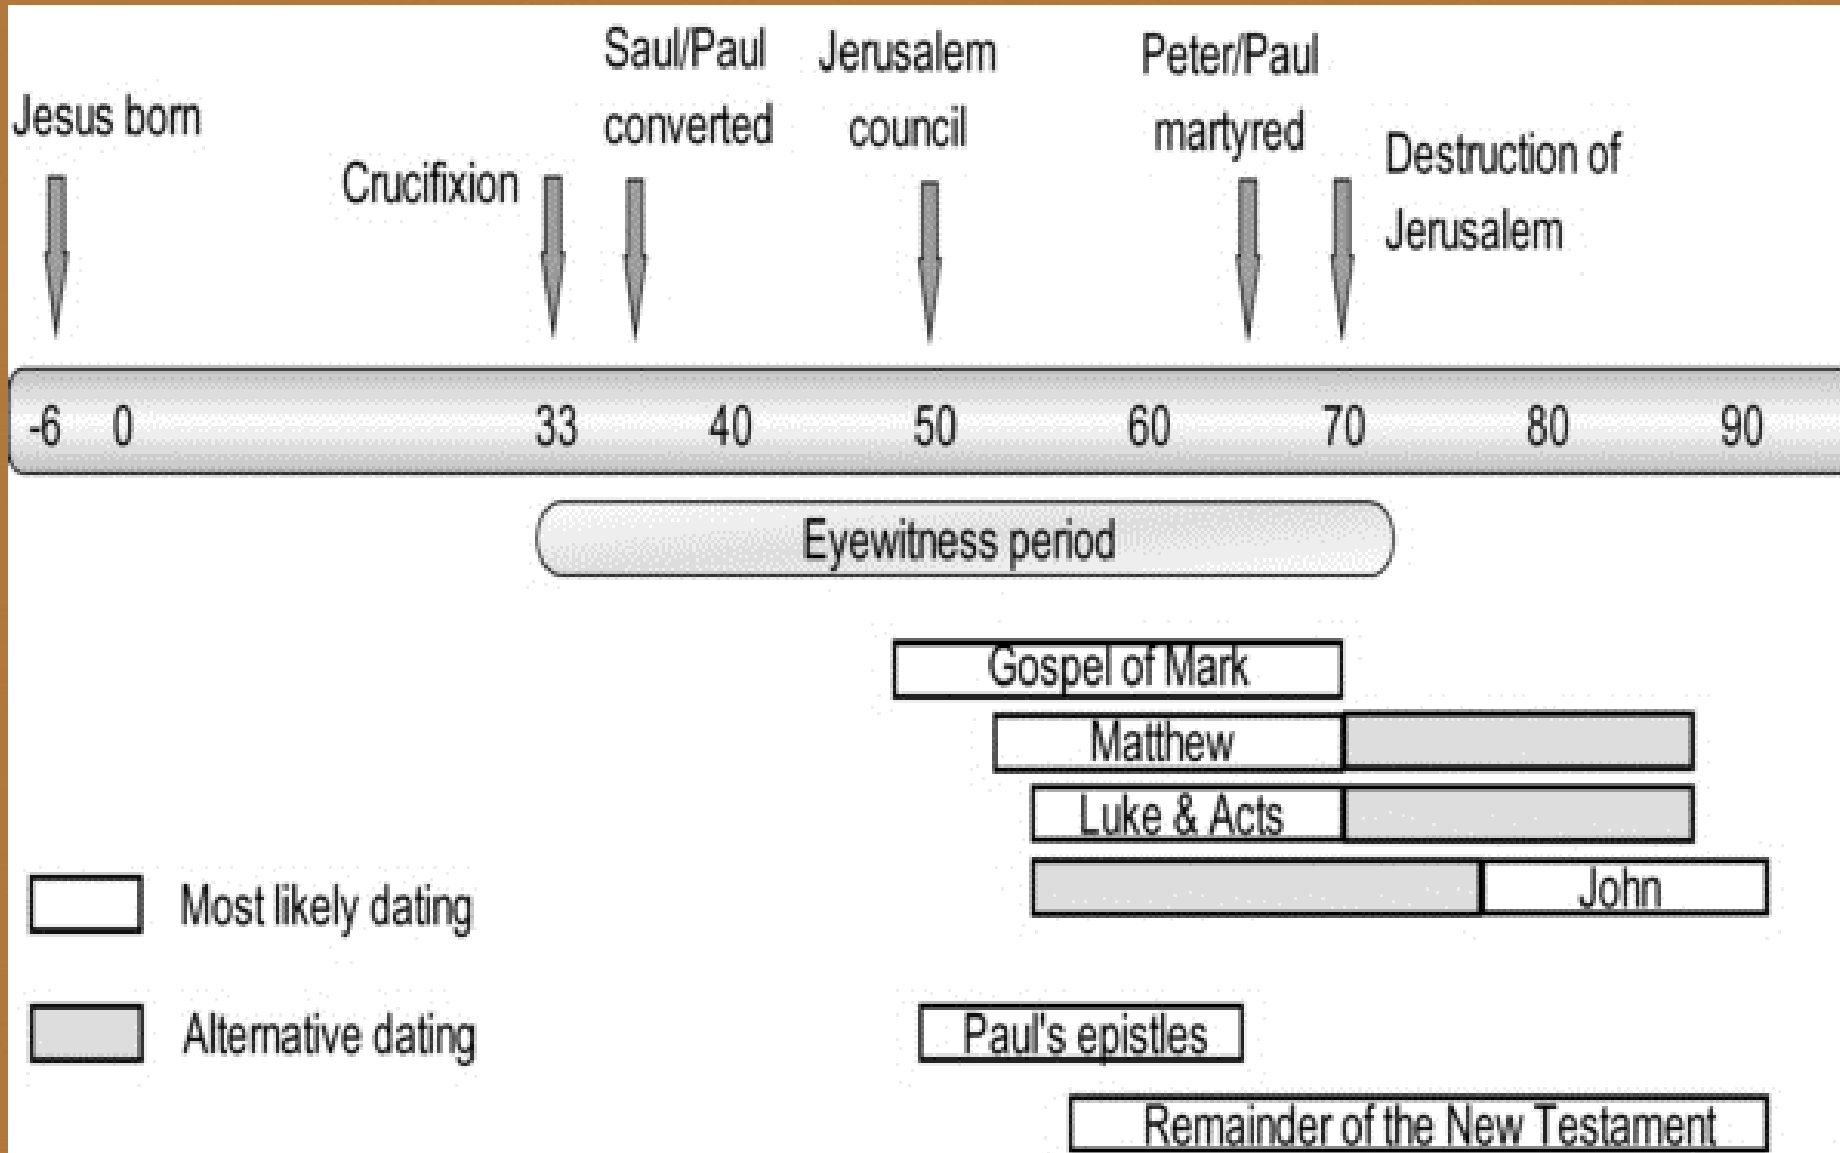 Jesus born
Crucifixion
Saul/Paul
converted
Jerusalem
council
Peter/Paul
martyred
Destruction of
Jerusalem
-6 0 33 40 50 60 70 80 90
Eyewitness period
Gospel of Mark
Matthew
Luke & Acts
John
Most likely dating
Alternative dating
Paul's epistles
Remainder of the New Testament